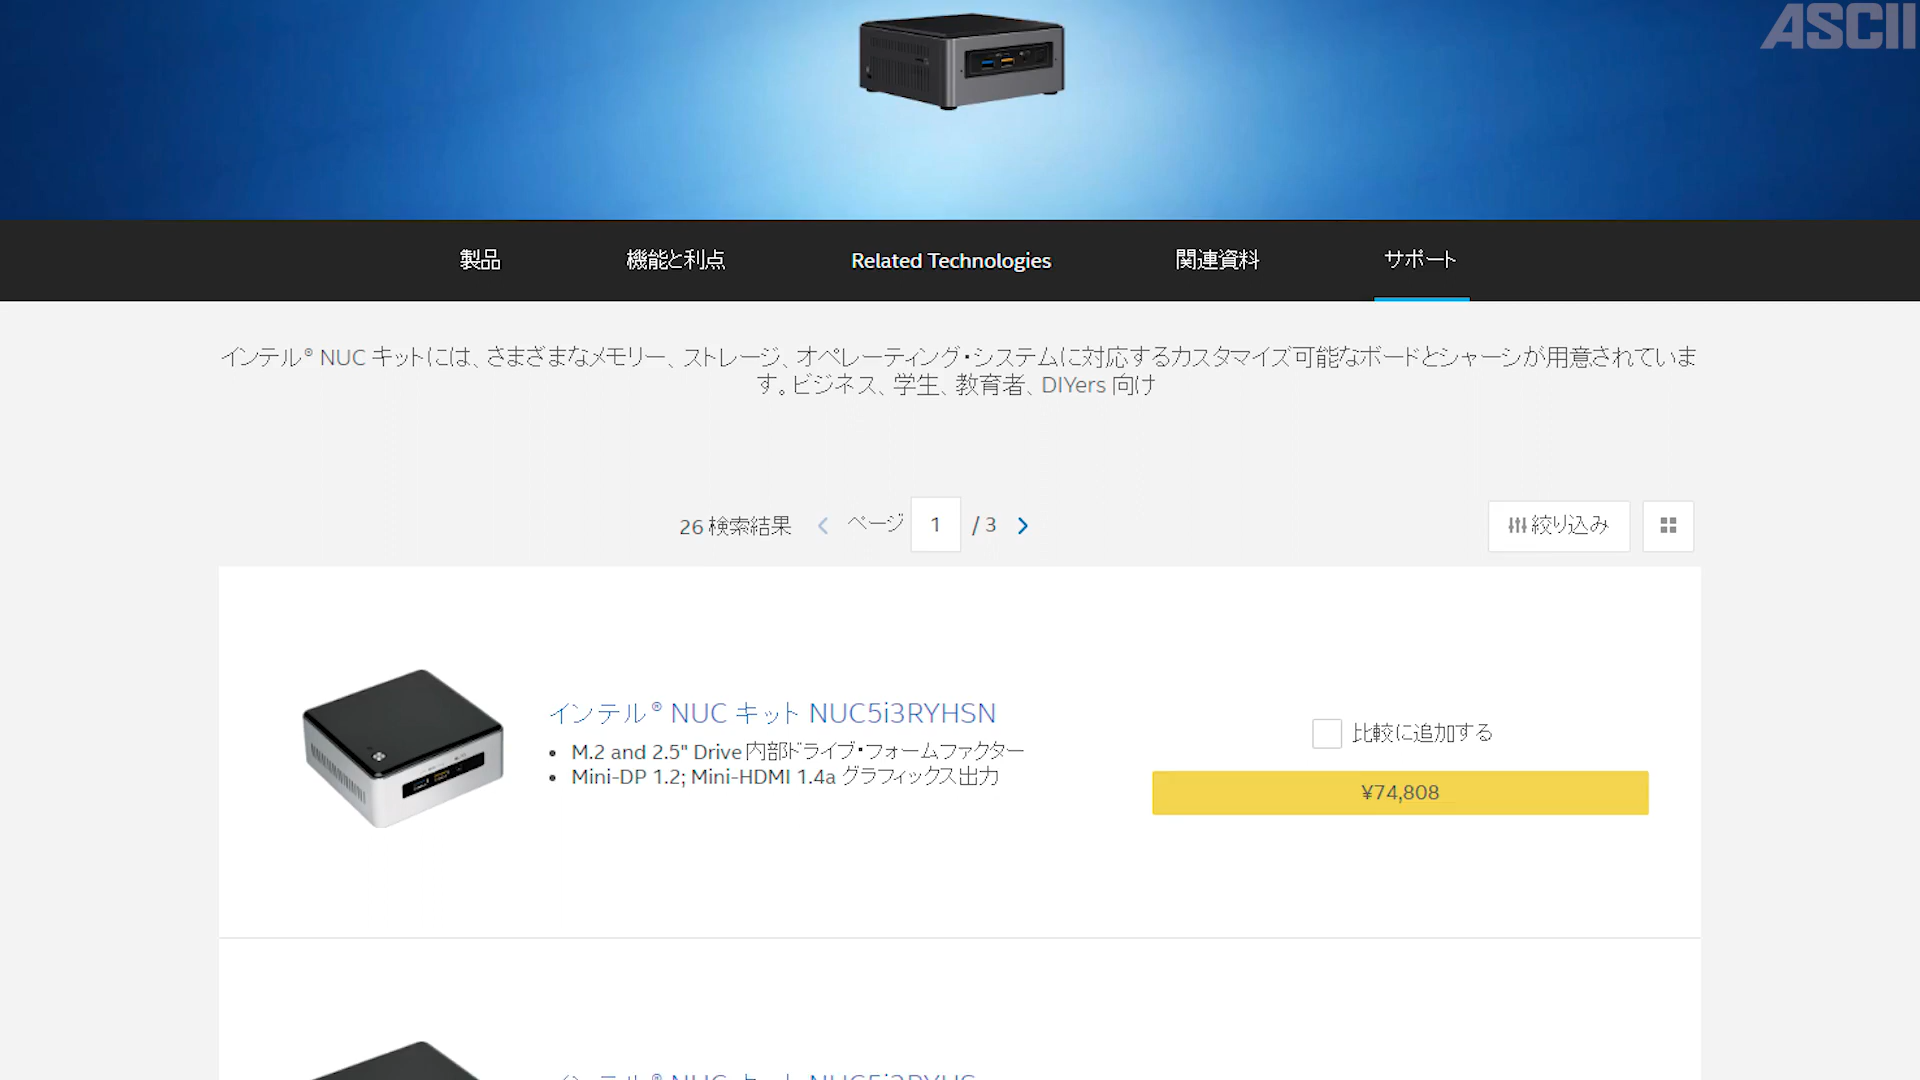 ASCII
製品
機能と利点
Related Technologies
関連資料
サポート
インテル® NUC キットには、さまざまなメモリー、ストレージ、オペレーティング・システムに対応するカスタマイズ可能なボードとシャーシが用意されていま
す。ビジネス、学生、教育者、DIYers 向け
26 検索結果
ページ 1 / 3
絞り込み
インテル® NUC キット NUC5i3RYHSN
• M.2 and 2.5" Drive内部ドライブ・フォームファクター
• Mini-DP 1.2; Mini-HDMI 1.4a グラフィックス出力
比較に追加する
¥74,808
インテル® NUC キット